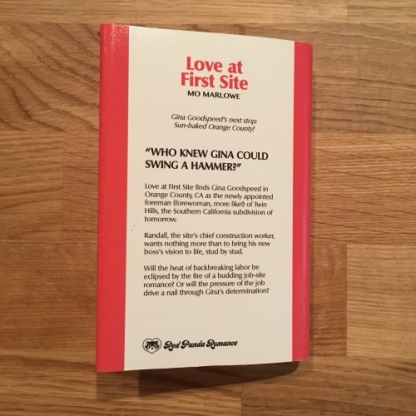 Love at
First Site
MO MARLOWE
Gina Goodspeed's next stop:
Sun-baked Orange County!
"WHO KNEW GINA COULD
SWING A HAMMER?"
Love at First Site finds Gina Goodspeed in
Orange County, CA as the newly appointed
foreman (forewoman, more like!) of Twin
Hills, the Southern California subdivision of
tomorrow.
Randall, the site's chief construction worker,
wants nothing more than to bring his new
boss's vision to life, stud by stud.
Will the heat of backbreaking labor be
eclipsed by the fire of a budding job-site
romance? Or will the pressure of the job
drive a nail through Gina's determination?
Red Panda Romance